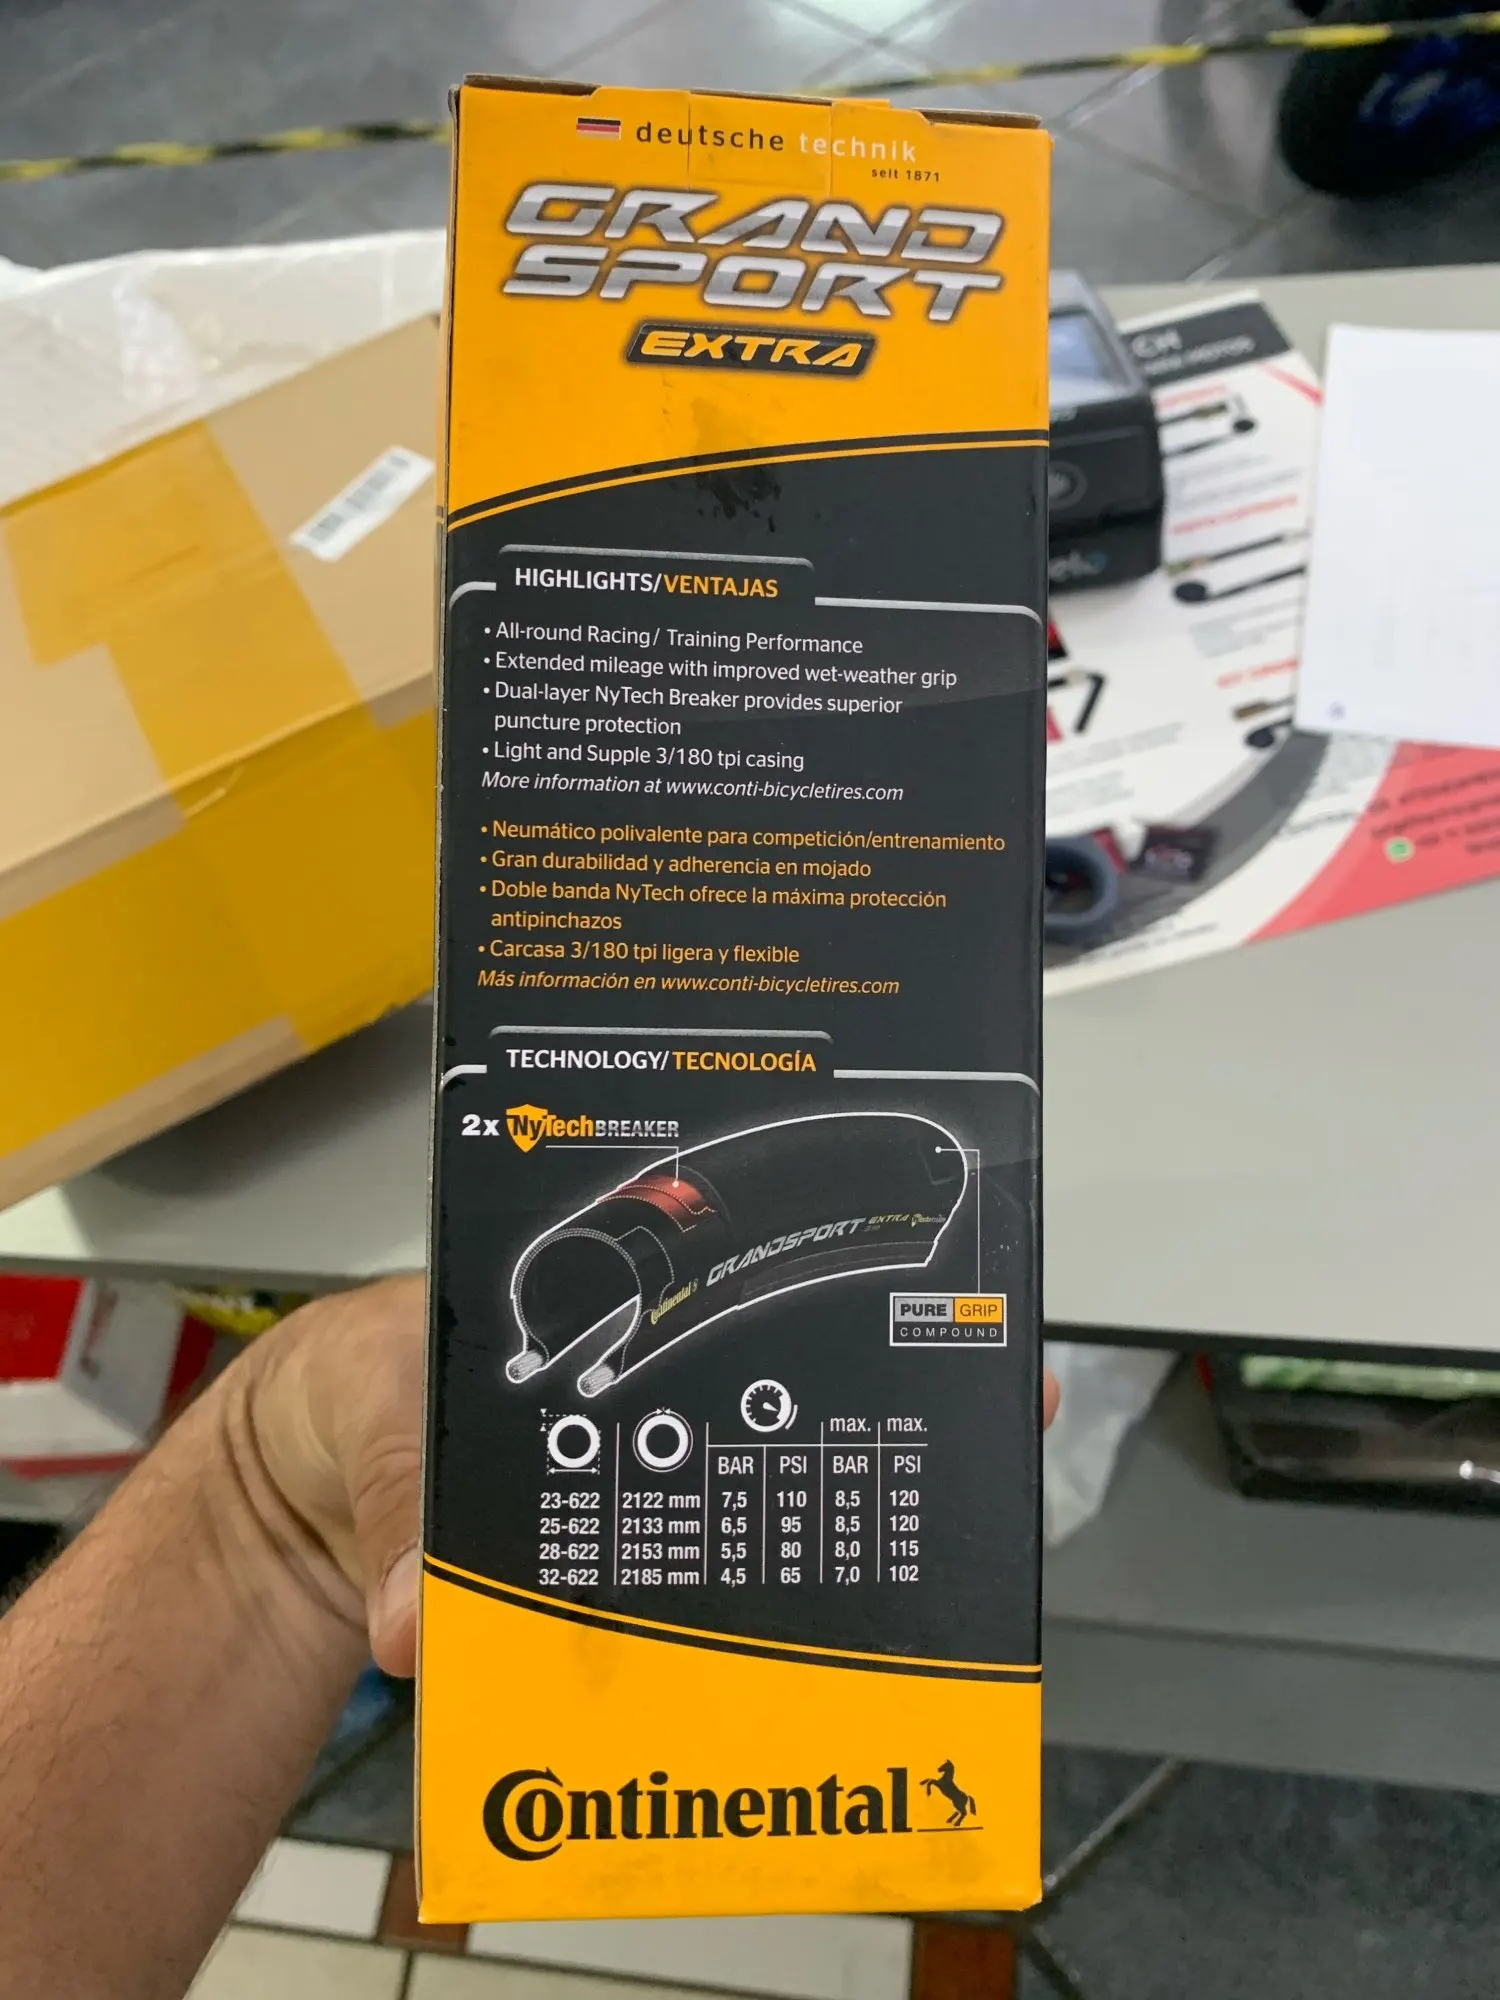 deutsche technik
seit 1871
GRAND
SPORT
EXTRA
HIGHLIGHTS/VENTAJAS
• All-round Racing/ Training Performance
• Extended mileage with improved wet-weather grip
• Dual-layer NyTech Breaker provides superior
puncture protection
• Light and Supple 3/180 tpi casing
More information at www.conti-bicycletires.com
• Neumático polivalente para competición/entrenamiento
• Gran durabilidad y adherencia en mojado
• Doble banda NyTech ofrece la máxima protección
antipinchazos
• Carcasa 3/180 tpi ligera y flexible
Más información en www.conti-bicycletires.com
TECHNOLOGY/TECNOLOGÍA
2x NyTech BREAKER
Continental GRANDSPORT EXTRA
PURE GRIP
COMPOUND
max. max.
BAR PSI BAR PSI
23-622 2122 mm 7,5 110 8,5 120
25-622 2133 mm 6,5 95 8,5 120
28-622 2153 mm 5,5 80 8,0 115
32-622 2185 mm 4,5 65 7,0 102
Continental
CH